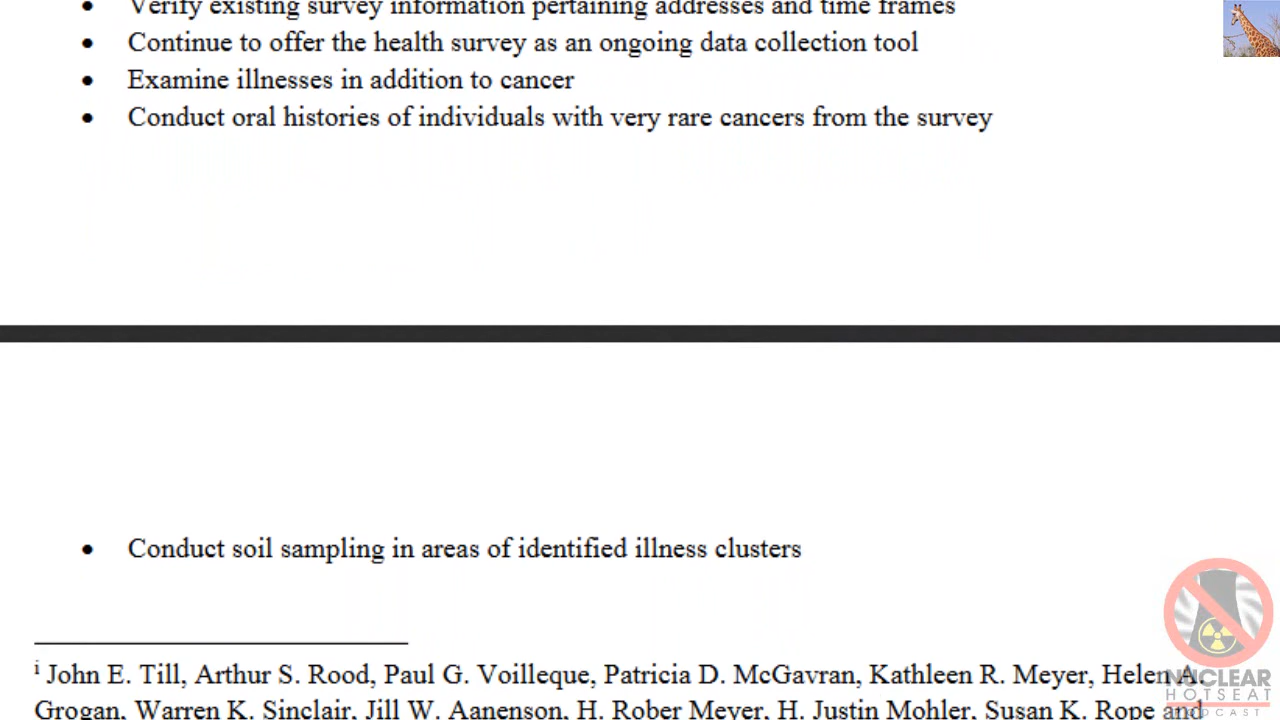 • Verify existing survey information pertaining addresses and time frames
• Continue to offer the health survey as an ongoing data collection tool
• Examine illnesses in addition to cancer
• Conduct oral histories of individuals with very rare cancers from the survey
• Conduct soil sampling in areas of identified illness clusters
i John E. Till, Arthur S. Rood, Paul G. Voilleque, Patricia D. McGavran, Kathleen R. Meyer, Helen A.
Grogan, Warren K. Sinclair, Jill W. Aanmson, H. Rober Meyer, H. Justin Mohler, Susan K. Rope and
NUCLEAR
HOTSEAT
PODCAST